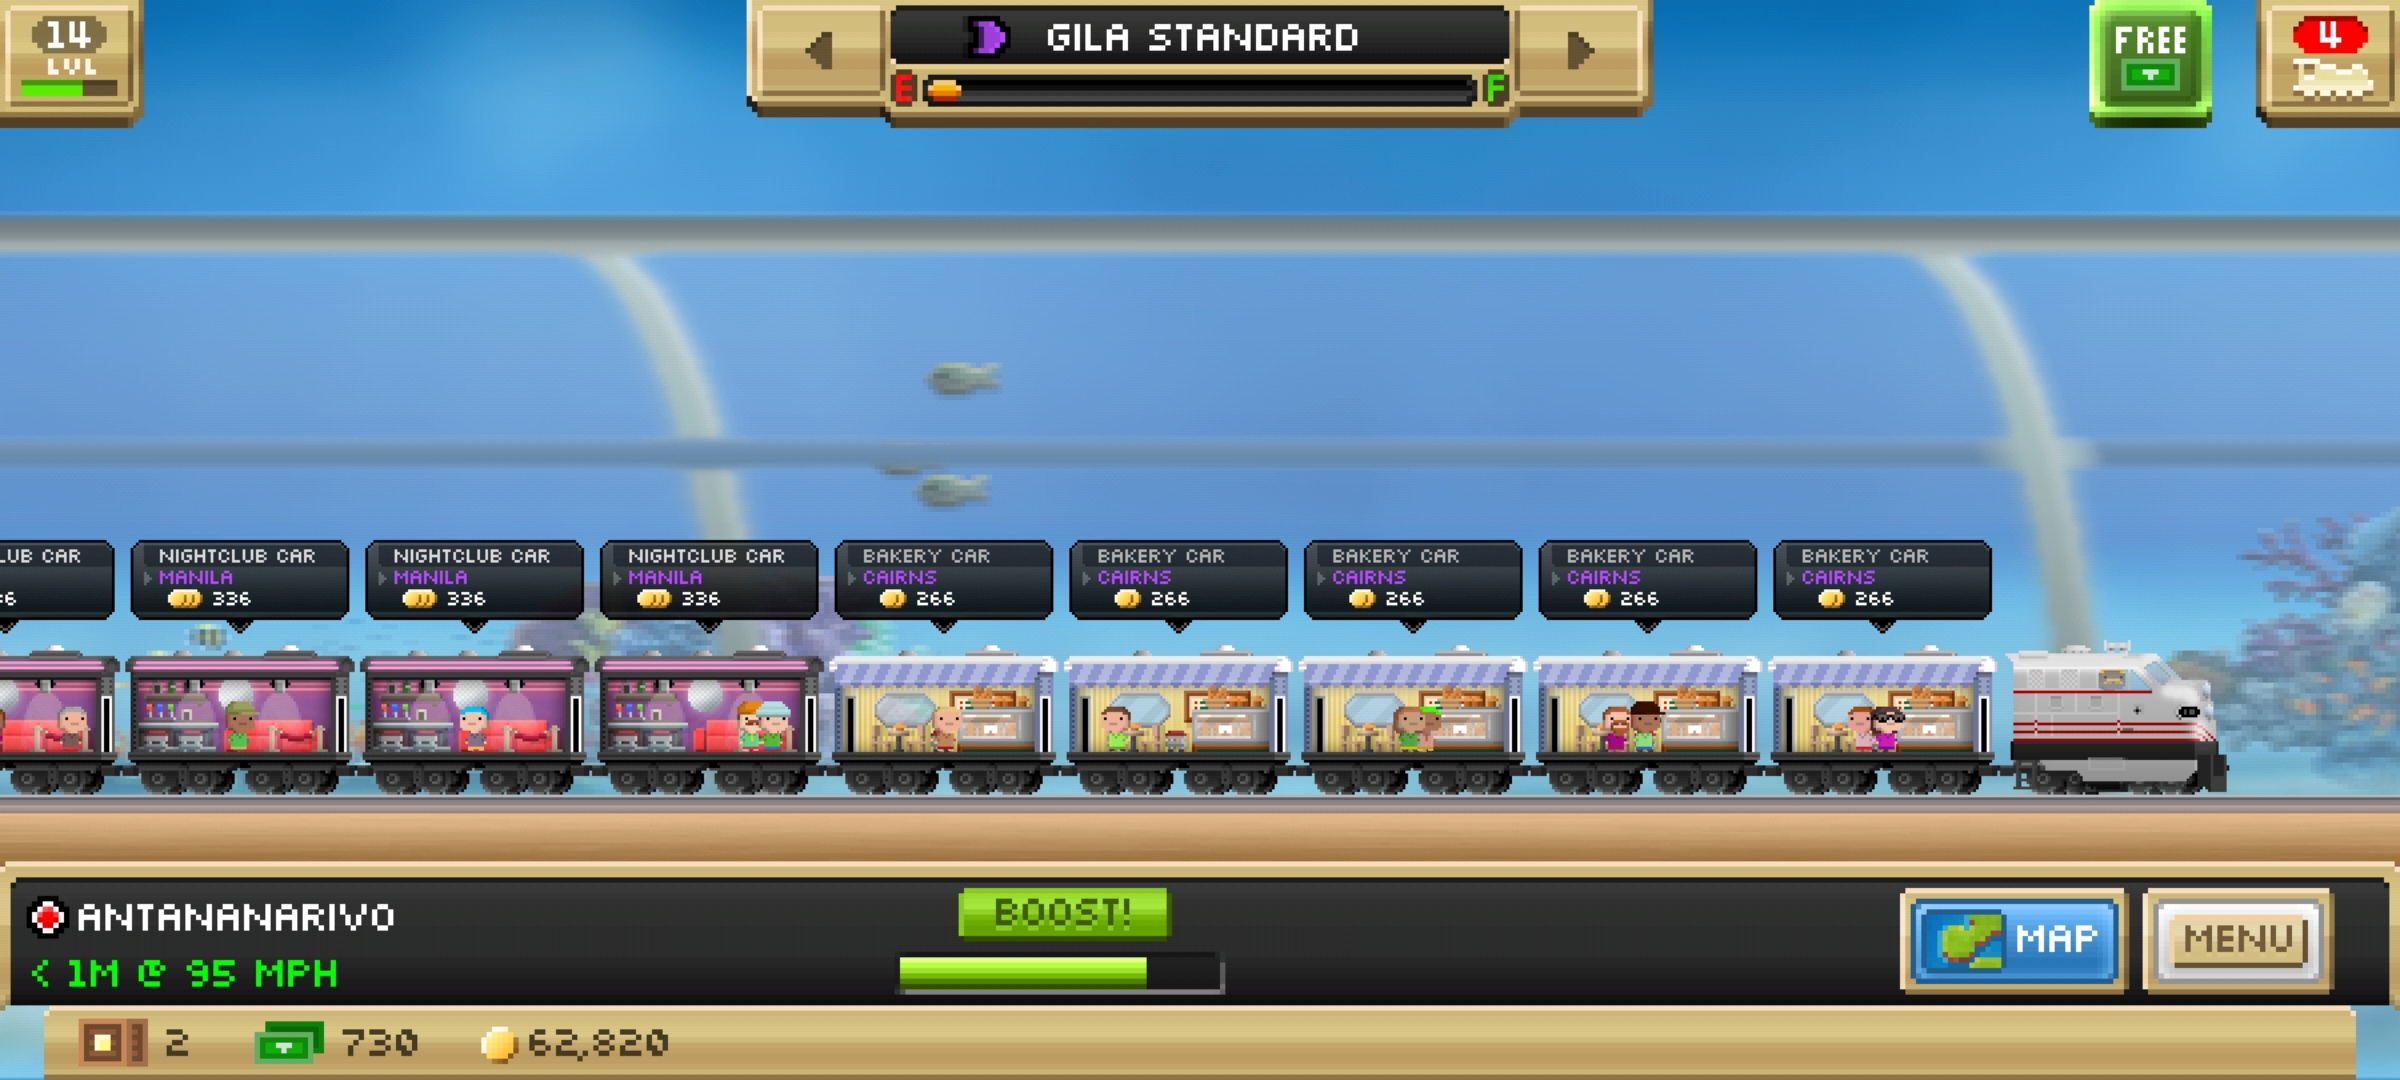 14
LVL
GILA STANDARD
E
F
FREE
4
LUB CAR
NIGHTCLUB CAR
MANILA
336
NIGHTCLUB CAR
MANILA
336
NIGHTCLUB CAR
MANILA
336
BAKERY CAR
CAIRNS
266
BAKERY CAR
CAIRNS
266
BAKERY CAR
CAIRNS
266
BAKERY CAR
CAIRNS
266
BAKERY CAR
CAIRNS
266
ANTANANARIVO
< 1M @ 95 MPH
BOOST!
MAP
MENU
2
730
62,820